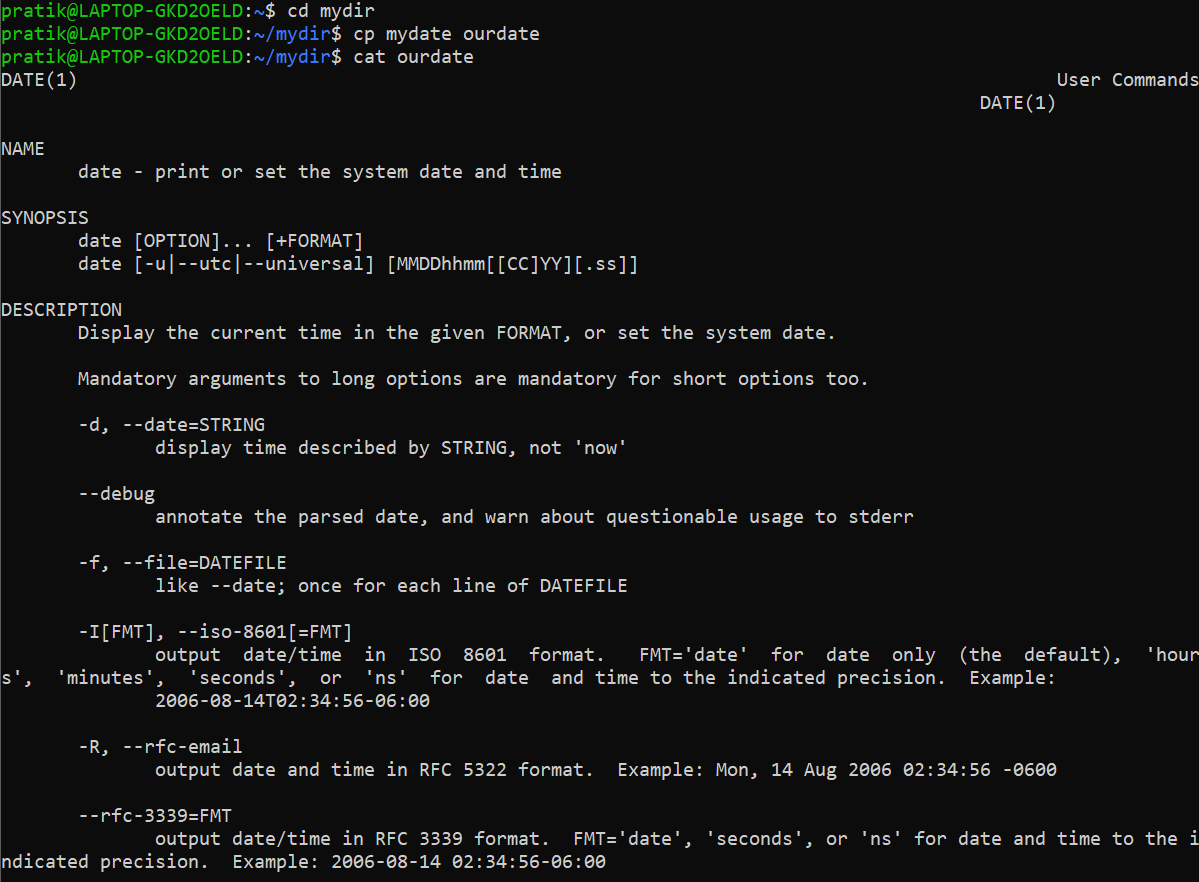 pratik@LAPTOP-GKD2OELD:~$ cd mydir
pratik@LAPTOP-GKD2OELD:~/mydir$ cp mydate ourdate
pratik@LAPTOP-GKD2OELD:~/mydir$ cat ourdate
DATE(1) User Commands
DATE(1)
NAME
date - print or set the system date and time
SYNOPSIS
date [OPTION]... [+FORMAT]
date [-u|--utc|--universal] [MMDDhhmm[[CC]YY][.ss]]
DESCRIPTION
Display the current time in the given FORMAT, or set the system date.
Mandatory arguments to long options are mandatory for short options too.
-d, --date=STRING
display time described by STRING, not 'now'
--debug
annotate the parsed date, and warn about questionable usage to stderr
-f, --file=DATEFILE
like --date; once for each line of DATEFILE
-I[FMT], --iso-8601[=FMT]
output date/time in ISO 8601 format. FMT='date' for date only (the default), 'hour
s', 'minutes', 'seconds', or 'ns' for date and time to the indicated precision. Example:
2006-08-14T02:34:56-06:00
-R, --rfc-email
output date and time in RFC 5322 format. Example: Mon, 14 Aug 2006 02:34:56 -0600
--rfc-3339=FMT
output date/time in RFC 3339 format. FMT='date', 'seconds', or 'ns' for date and time to the i
ndicated precision. Example: 2006-08-14 02:34:56-06:00